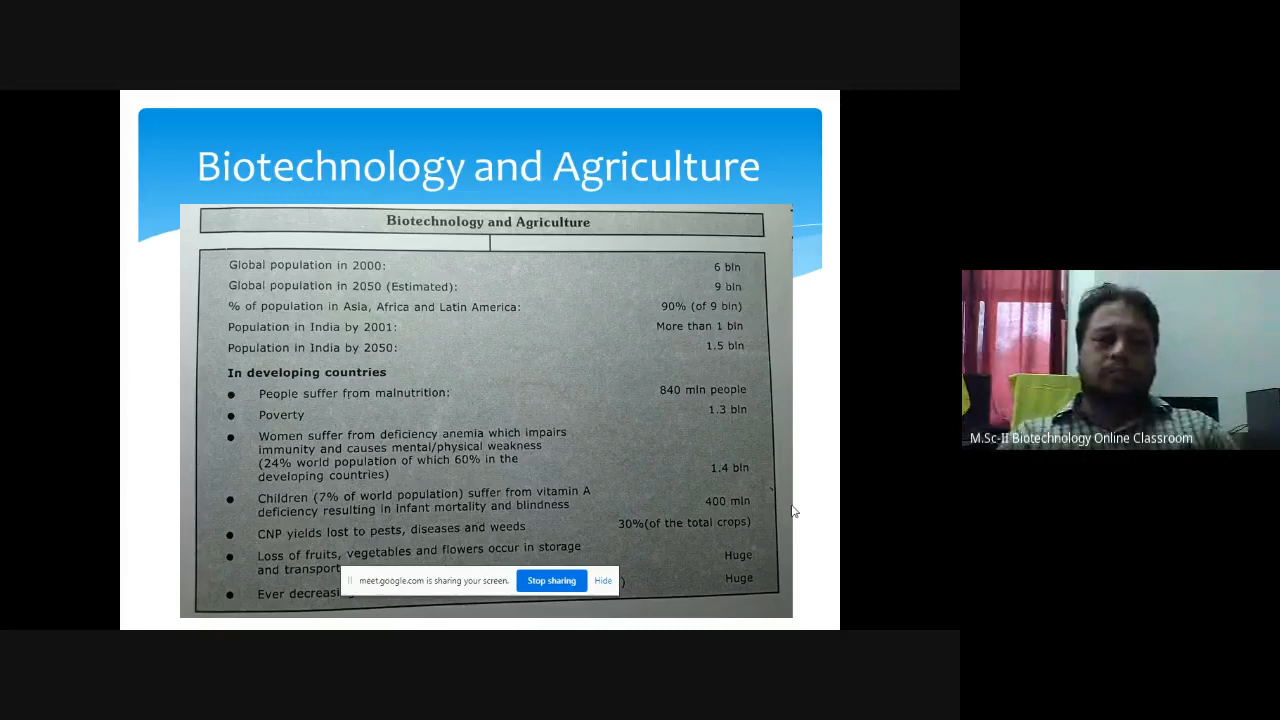 Biotechnology and Agriculture
Biotechnology and Agriculture
Global population in 2000: 6 bln
Global population in 2050 (Estimated): 9 bln
% of population in Asia, Africa and Latin America: 90% (of 9 bln)
Population in India by 2001: More than 1 bln
Population in India by 2050: 1.5 bln
In developing countries
● People suffer from malnutrition: 840 mln people
● Poverty 1.3 bln
● Women suffer from deficiency anemia which impairs
immunity and causes mental/physical weakness
(24% world population of which 60% in the
developing countries) 1.4 bln
● Children (7% of world population) suffer from vitamin A
deficiency resulting in infant mortality and blindness 400 mln
● CNP yields lost to pests, diseases and weeds 30%(of the total crops)
● Loss of fruits, vegetables and flowers occur in storage
and transport Huge
● Ever ) Huge
meet.google.com is sharing your screen. Stop sharing Hide
M.Sc-II Biotechnology Online Classroom